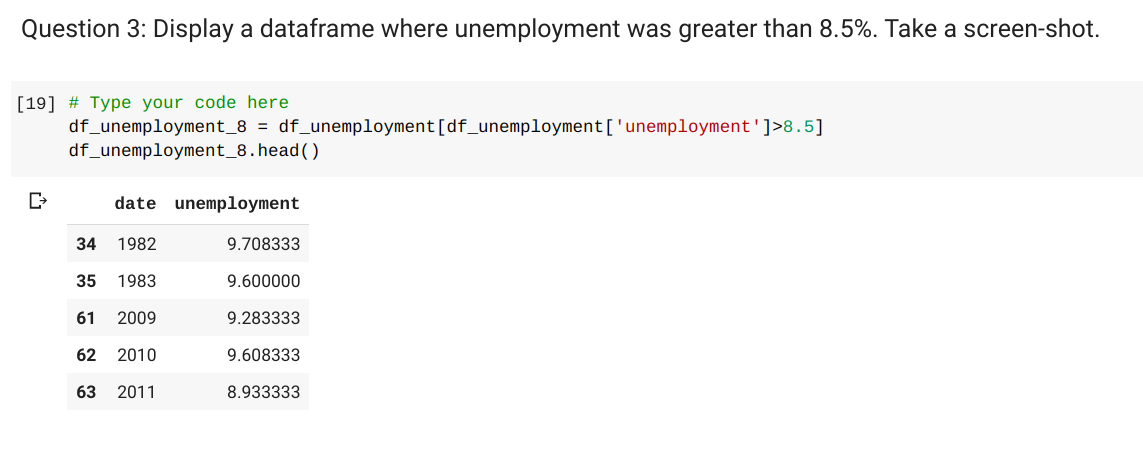 Question 3: Display a dataframe where unemployment was greater than 8.5%. Take a screen-shot.
[19] # Type your code here
df_unemployment_8 = df_unemployment[df_unemployment['unemployment']>8.5]
df_unemployment_8.head()
date unemployment
34 1982 9.708333
35 1983 9.600000
61 2009 9.283333
62 2010 9.608333
63 2011 8.933333